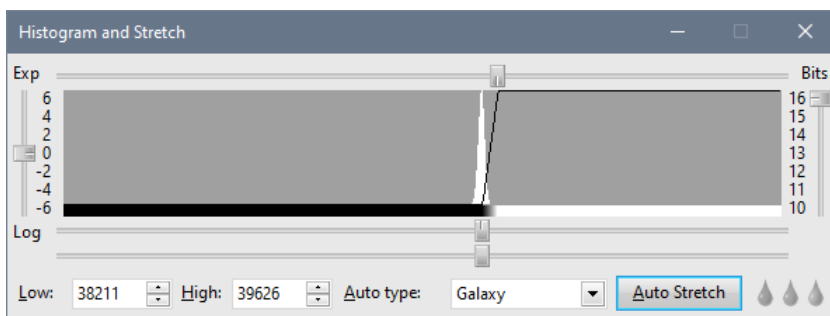 Histogram and Stretch
Exp
Bits
6
4
2
0
-2
-4
-6
16
15
14
13
12
11
10
Log
Low: 38211 High: 39626 Auto type: Galaxy Auto Stretch